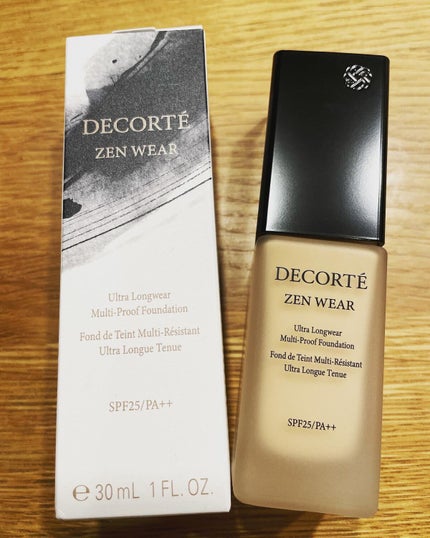 DECORTÉ
ZEN WEAR
Ultra Longwear
Multi-Proof Foundation
Fond de Teint Multi-Résistant
Ultra Longue Tenue
SPF25/PA++
℮ 30 mL 1 FL. OZ.
DECORTÉ
ZEN WEAR
Ultra Longwear
Multi-Proof Foundation
Fond de Teint Multi-Résistant
Ultra Longue Tenue
SPF25/PA++